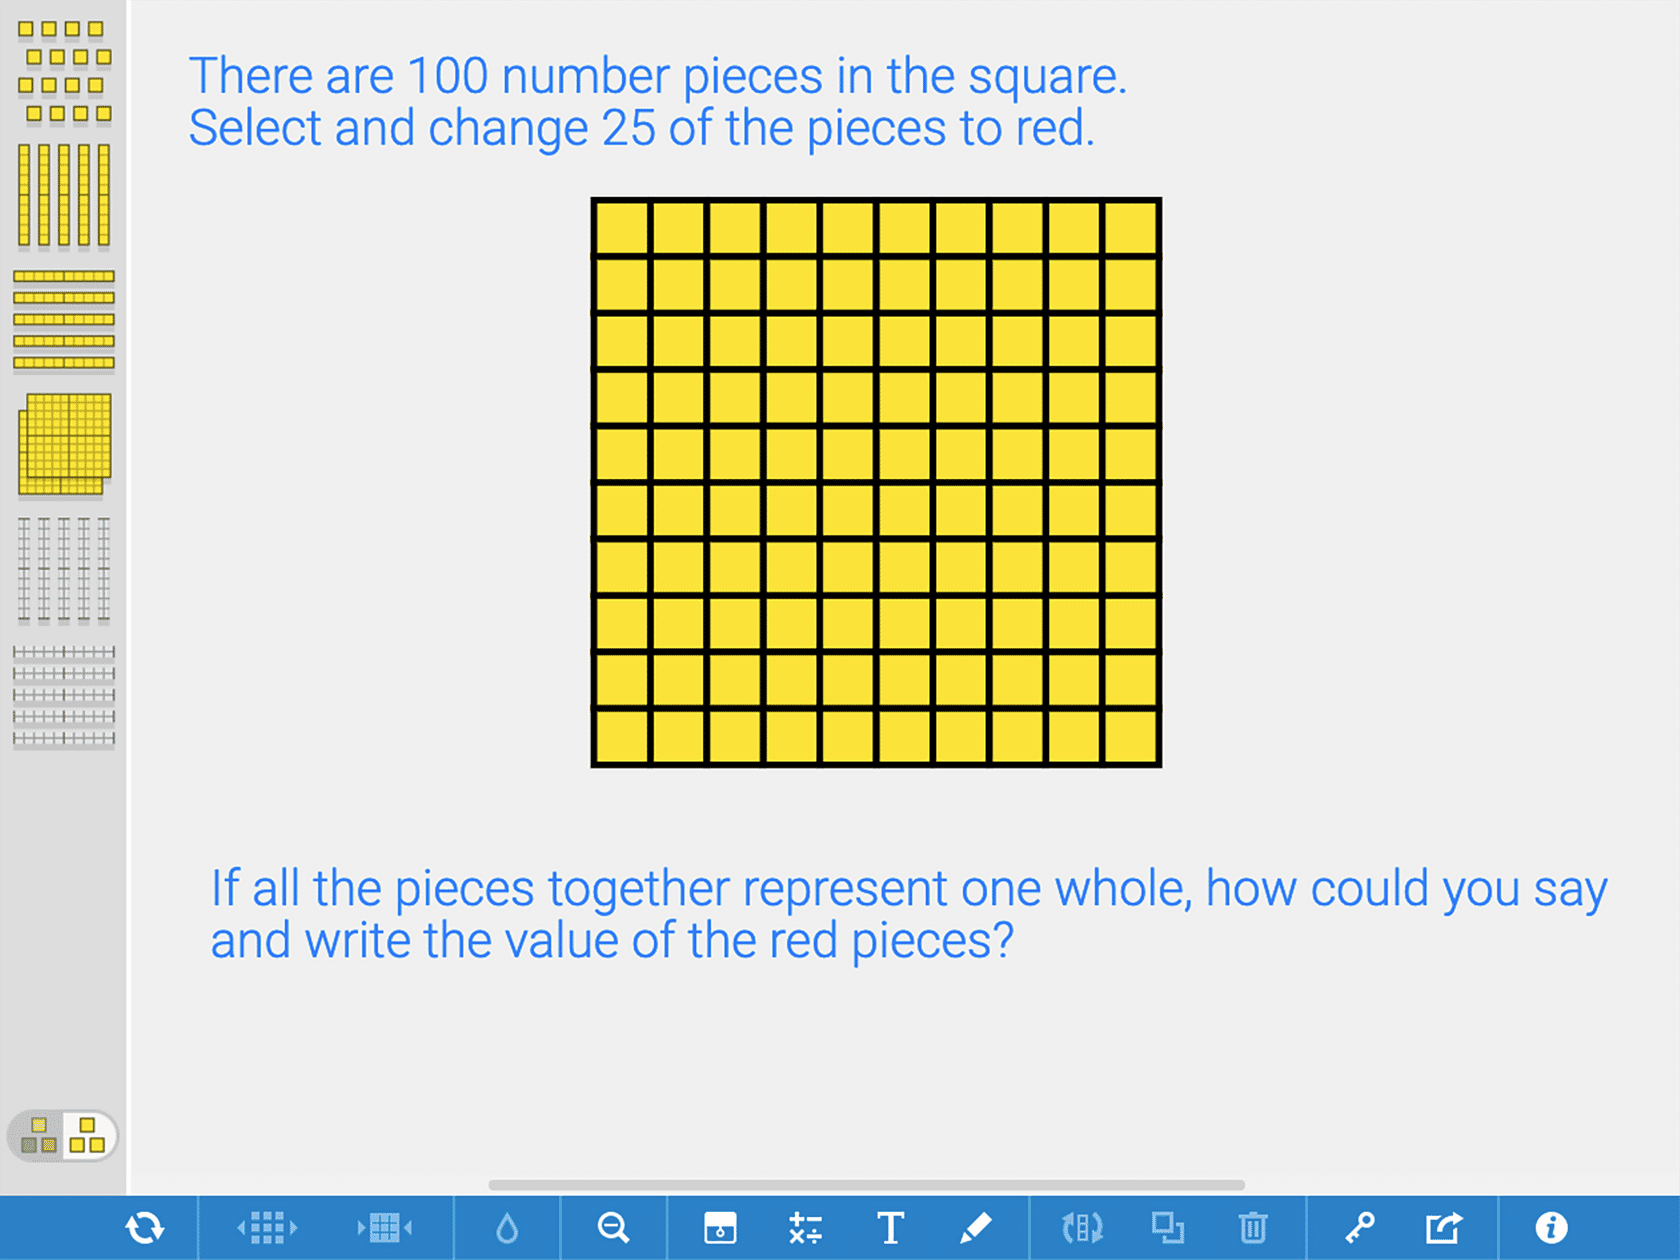 There are 100 number pieces in the square.
Select and change 25 of the pieces to red.
If all the pieces together represent one whole, how could you say
and write the value of the red pieces?